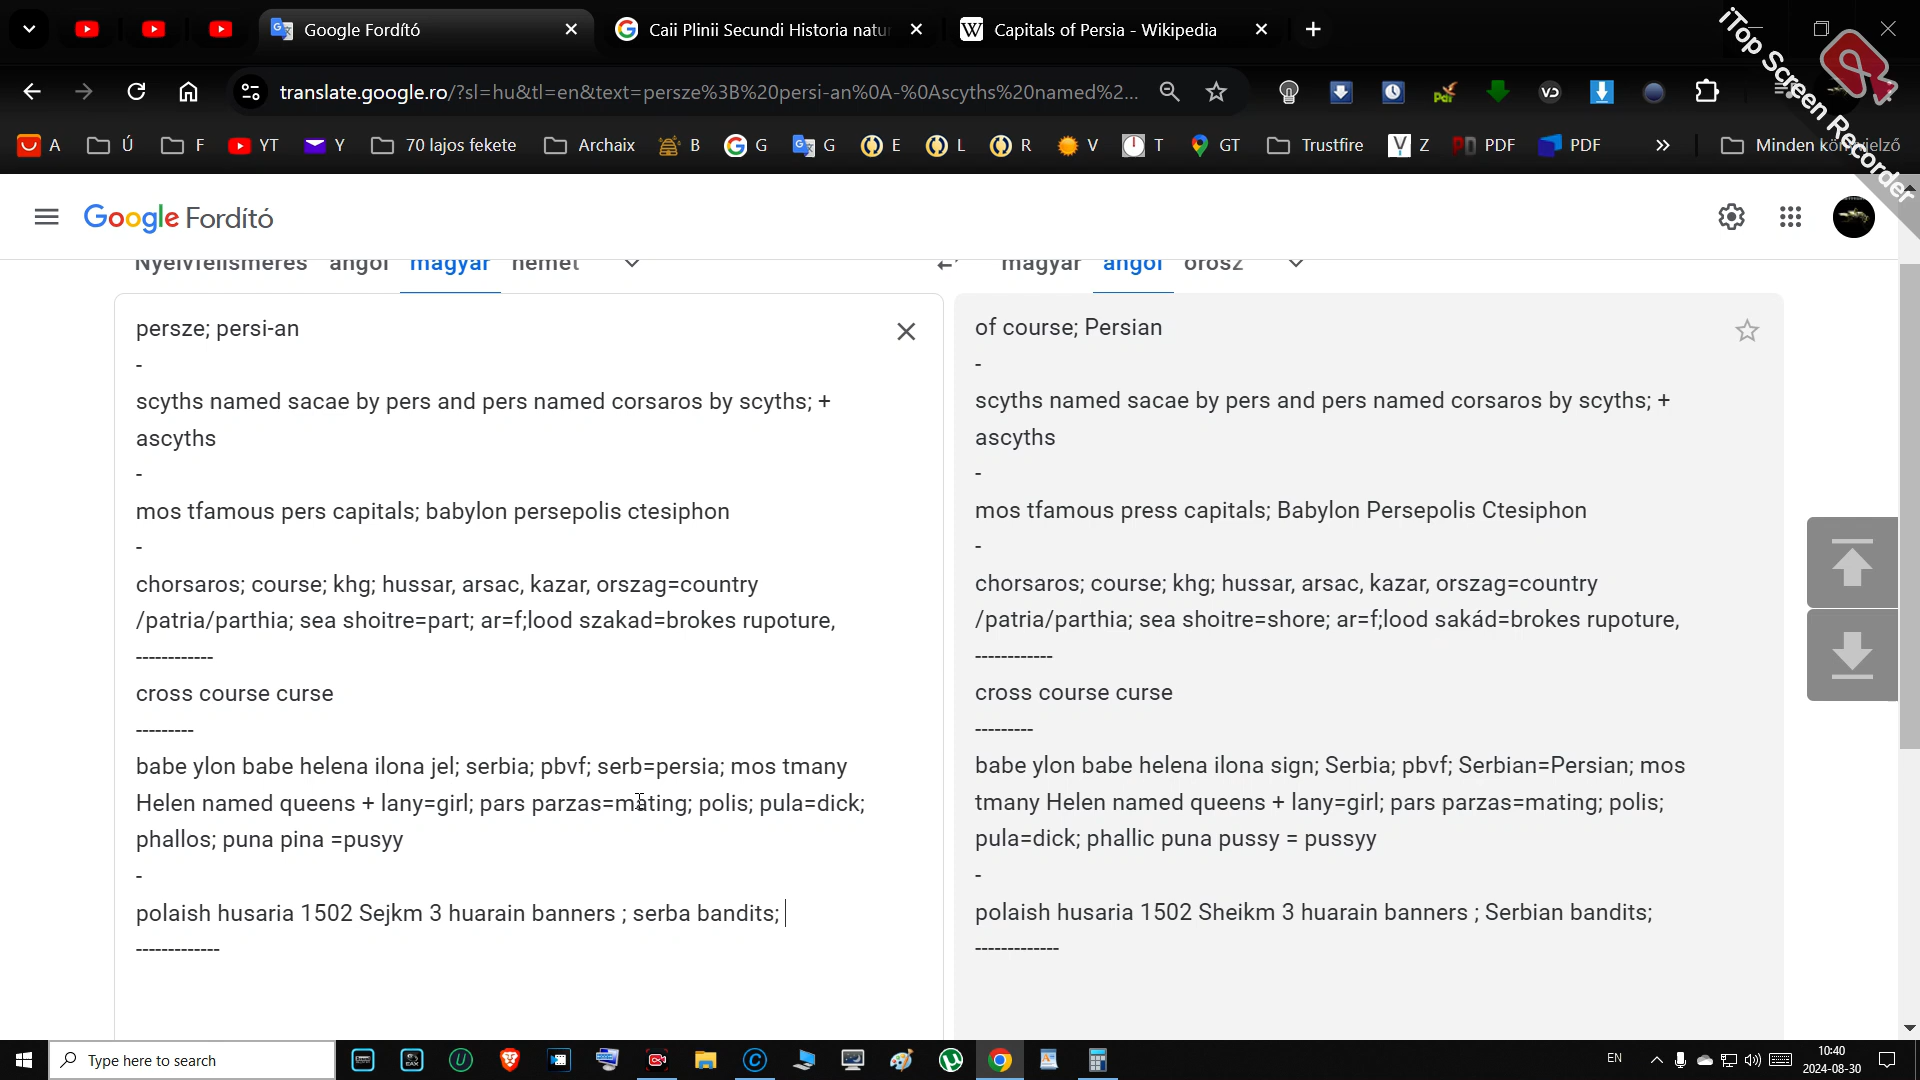 Google Fordító
Caii Plinii Secundi Historia natu
Capitals of Persia - Wikipedia
translate.google.ro/?sl=hu&tl=en&text=persze%3B%20persi-an%0A-%0Ascyths%20named%2...
A
Ú
F
YT
Y
70 lajos fekete
Archaix
B
G
G
E
L
R
V
T
GT
Trustfire
Z
PDF
PDF
Minden könyvjelző
iTop Screen Recorder
Google Fordító
Nyelvfelismerés angol magyar német
magyar angol orosz
persze; persi-an
-
scyths named sacae by pers and pers named corsaros by scyths; +
ascyths
-
mos tfamous pers capitals; babylon persepolis ctesiphon
-
chorsaros; course; khg; hussar, arsac, kazar, orszag=country
/patria/parthia; sea shoitre=part; ar=f;lood szakad=brokes rupoture,
------------
cross course curse
---------
babe ylon babe helena ilona jel; serbia; pbvf; serb=persia; mos tmany
Helen named queens + lany=girl; pars parzas=mating; polis; pula=dick;
phallos; puna pina =pusyy
-
polaish husaria 1502 Sejkm 3 huarain banners ; serba bandits;
-------------
of course; Persian
-
scyths named sacae by pers and pers named corsaros by scyths; +
ascyths
-
mos tfamous press capitals; Babylon Persepolis Ctesiphon
-
chorsaros; course; khg; hussar, arsac, kazar, orszag=country
/patria/parthia; sea shoitre=shore; ar=f;lood sakád=brokes rupoture,
------------
cross course curse
---------
babe ylon babe helena ilona sign; Serbia; pbvf; Serbian=Persian; mos
tmany Helen named queens + lany=girl; pars parzas=mating; polis;
pula=dick; phallic puna pussy = pussyy
-
polaish husaria 1502 Sheikm 3 huarain banners ; Serbian bandits;
-------------
Type here to search
EN
10:40
2024-08-30